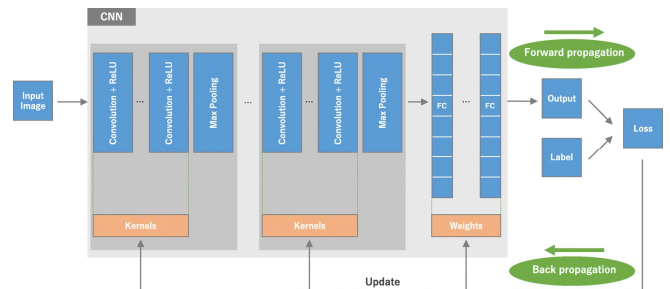 CNN
Forward propagation
Input
Image
Convolution + ReLU
...
Convolution + ReLU
Max Pooling
...
Convolution + ReLU
...
Convolution + ReLU
Max Pooling
FC
...
FC
Output
Label
Loss
Kernels
Kernels
Weights
Back propagation
Update